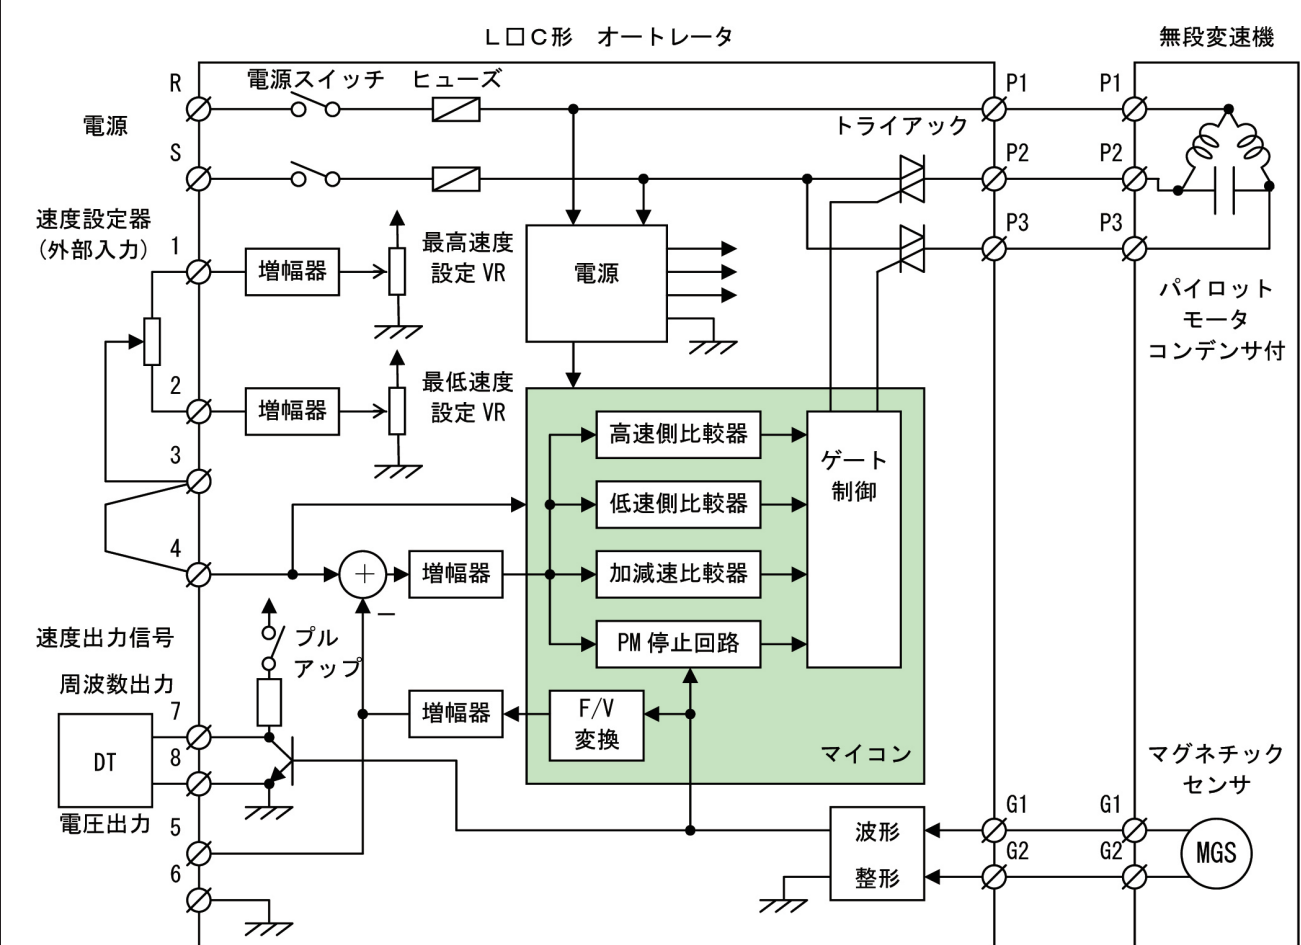 L口C形 オートレータ
無段変速機
R
電源スイッチ
ヒューズ
P1
P1
電源
トライアック
S
P2
P2
速度設定器
(外部入力)
1
増幅器
最高速度
設定 VR
電源
P3
P3
パイロット
モータ
コンデンサ付
2
増幅器
最低速度
設定 VR
高速側比較器
ゲート
制御
3
低速側比較器
4
+
増幅器
加減速比較器
−
速度出力信号
プル
アップ
PM 停止回路
周波数出力
7
増幅器
F/V
変換
マイコン
DT
8
マグネチック
センサ
電圧出力
5
波形
整形
G1
G1
G2
G2
MGS
6